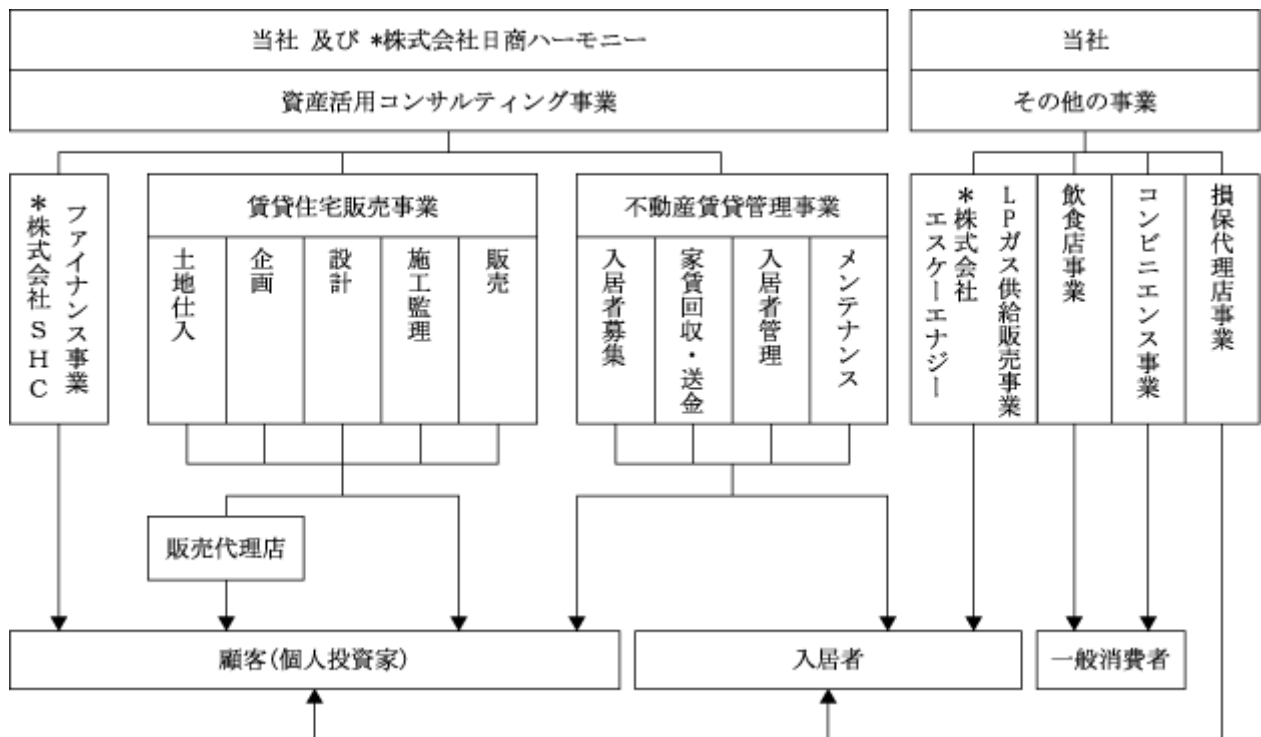 当社 及び *株式会社日商ハーモニー
資産活用コンサルティング事業
当社
その他の事業
ファイナンス事業
*株式会社SHC
賃貸住宅販売事業
土地仕入
企画
設計
施工監理
販売
不動産賃貸管理事業
入居者募集
家賃回収・送金
入居者管理
メンテナンス
LPガス供給販売事業
*株式会社
エスケーエナジー
飲食店事業
コンビニエンス事業
損保代理店事業
販売代理店
顧客(個人投資家)
入居者
一般消費者